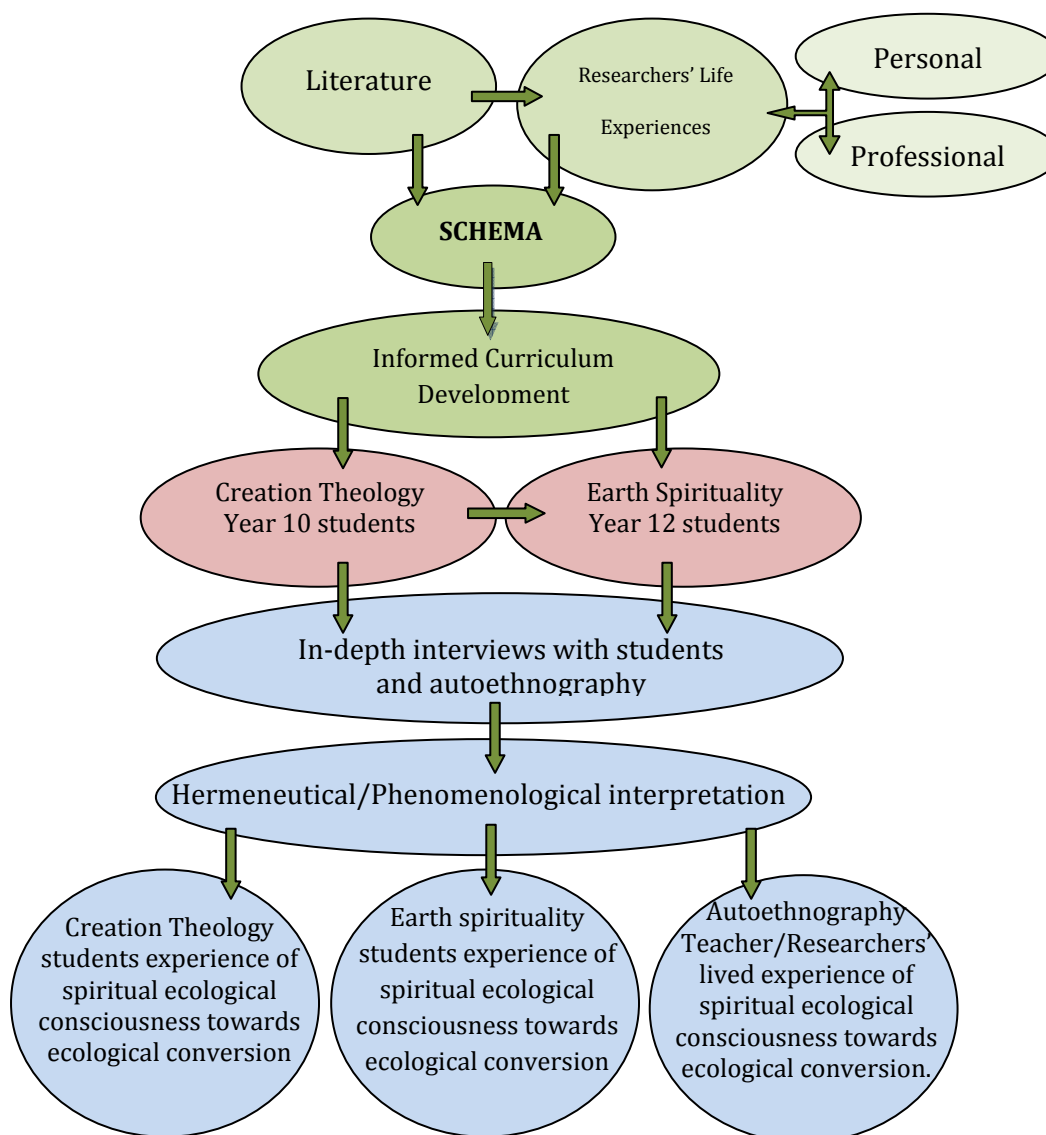 Literature
Researchers’ Life
Experiences
Personal
Professional
SCHEMA
Informed Curriculum
Development
Creation Theology
Year 10 students
Earth Spirituality
Year 12 students
In-depth interviews with students
and autoethnography
Hermeneutical/Phenomenological interpretation
Creation Theology
students experience of
spiritual ecological
consciousness towards
ecological conversion
Earth spirituality
students experience of
spiritual ecological
consciousness towards
ecological conversion
Autoethnography
Teacher/Researchers’
lived experience of
spiritual ecological
consciousness towards
ecological conversion.